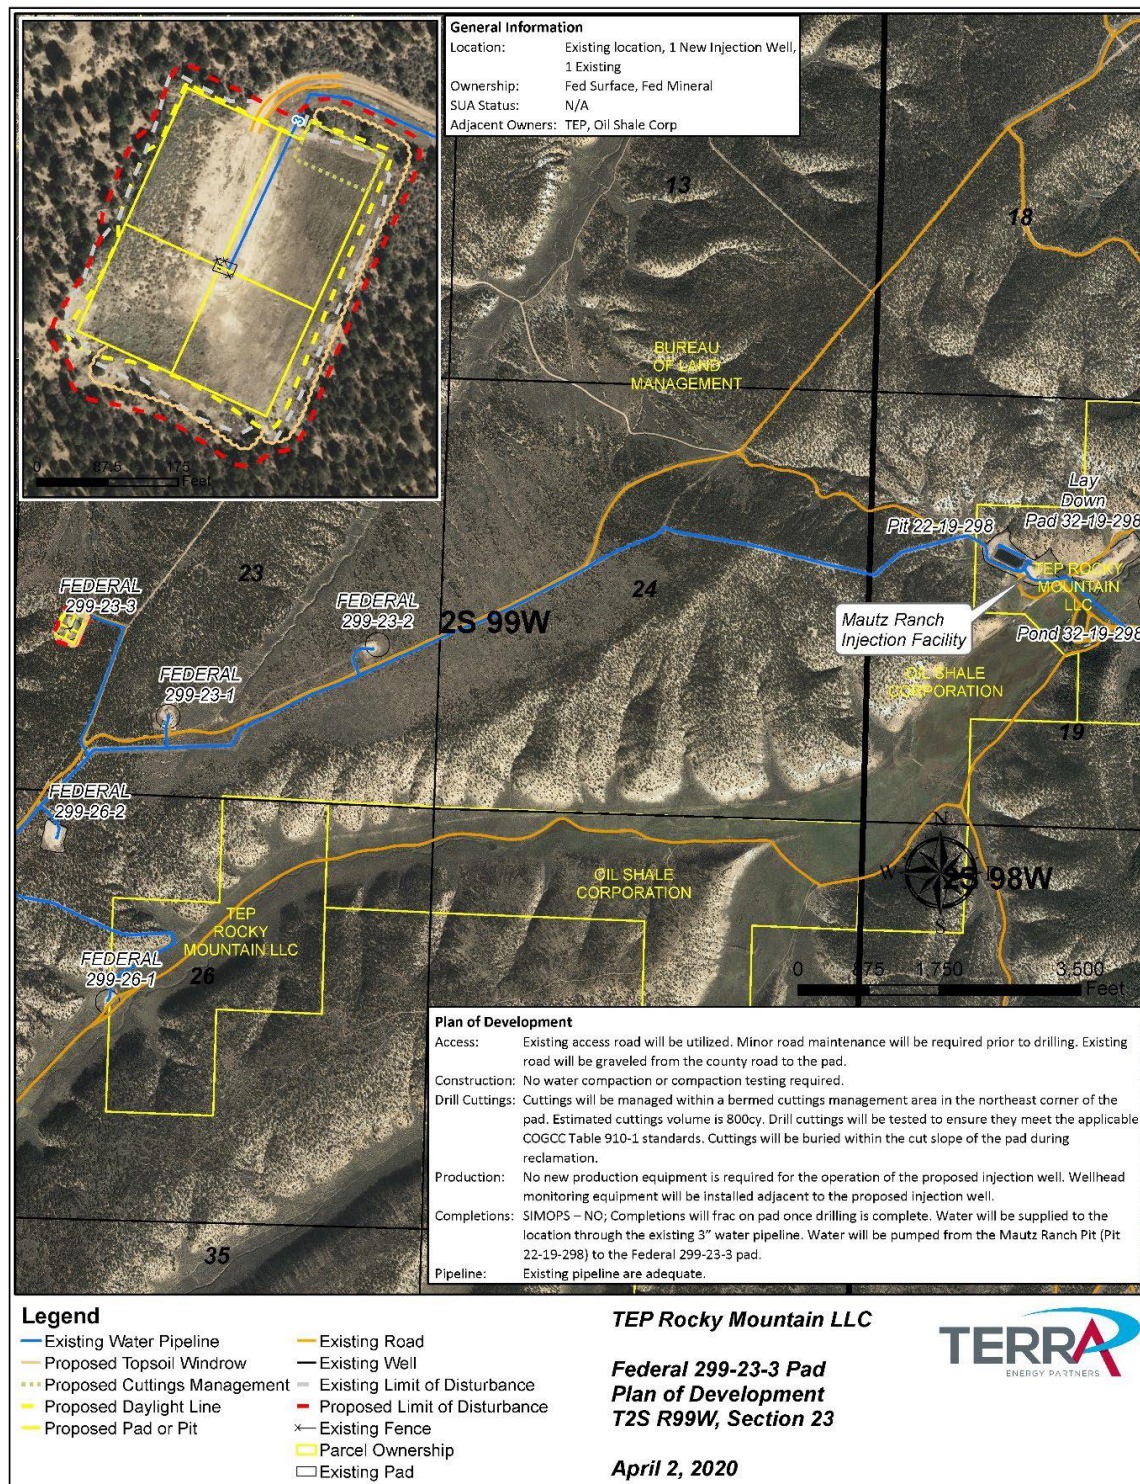 General Information
Location: Existing location, 1 New Injection Well,
1 Existing
Ownership: Fed Surface, Fed Mineral
SUA Status: N/A
Adjacent Owners: TEP, Oil Shale Corp
3
0 87.5 175
Feet
13
18
BUREAU
OF LAND
MANAGEMENT
Lay
Down
Pad 32-19-298
Pit 22-19-298
TEP ROCKY
MOUNTAIN
LLC
Mautz Ranch
Injection Facility
Pond 32-19-298
23
24
FEDERAL
299-23-3
FEDERAL
299-23-2
2S 99W
FEDERAL
299-23-1
OIL SHALE
CORPORATION
19
FEDERAL
299-26-2
N
W
S
2S 98W
OIL SHALE
CORPORATION
TEP
ROCKY
MOUNTAIN LLC
FEDERAL
299-26-1
26
0 875 1,750 3,500
Feet
35
Plan of Development
Access: Existing access road will be utilized. Minor road maintenance will be required prior to drilling. Existing
road will be graveled from the county road to the pad.
Construction: No water compaction or compaction testing required.
Drill Cuttings: Cuttings will be managed within a bermed cuttings management area in the northeast corner of the
pad. Estimated cuttings volume is 800cy. Drill cuttings will be tested to ensure they meet the applicable
COGCC Table 910-1 standards. Cuttings will be buried within the cut slope of the pad during
reclamation.
Production: No new production equipment is required for the operation of the proposed injection well. Wellhead
monitoring equipment will be installed adjacent to the proposed injection well.
Completions: SIMOPS – NO; Completions will frac on pad once drilling is complete. Water will be supplied to the
location through the existing 3" water pipeline. Water will be pumped from the Mautz Ranch Pit (Pit
22-19-298) to the Federal 299-23-3 pad.
Pipeline: Existing pipeline are adequate.
Legend
Existing Water Pipeline
Proposed Topsoil Windrow
Proposed Cuttings Management
Proposed Daylight Line
Proposed Pad or Pit
Existing Road
Existing Well
Existing Limit of Disturbance
Proposed Limit of Disturbance
Existing Fence
Parcel Ownership
Existing Pad
TEP Rocky Mountain LLC
Federal 299-23-3 Pad
Plan of Development
T2S R99W, Section 23
April 2, 2020
TERRA
ENERGY PARTNERS